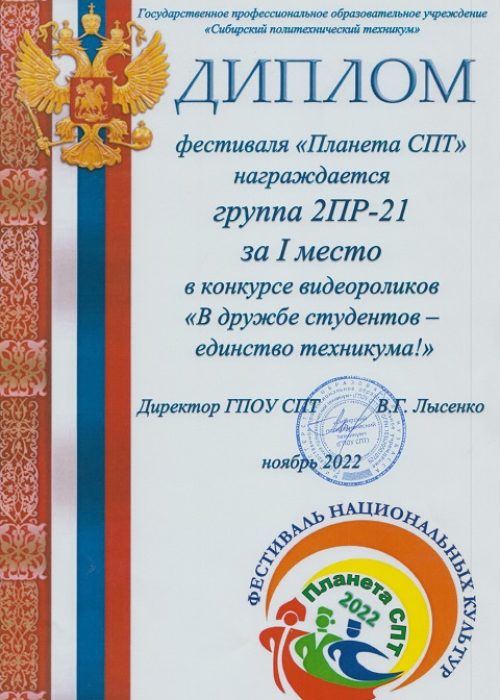 Государственное профессиональное образовательное учреждение
«Сибирский политехнический техникум»
ДИПЛОМ
фестиваля «Планета СПТ»
награждается
группа 2ПР-21
за I место
в конкурсе видеороликов
«В дружбе студентов –
единство техникума!»
Директор ГПОУ СПТ В.Г. Лысенко
ноябрь 2022
ФЕСТИВАЛЬ НАЦИОНАЛЬНЫХ КУЛЬТУР
Планета СПТ
2022